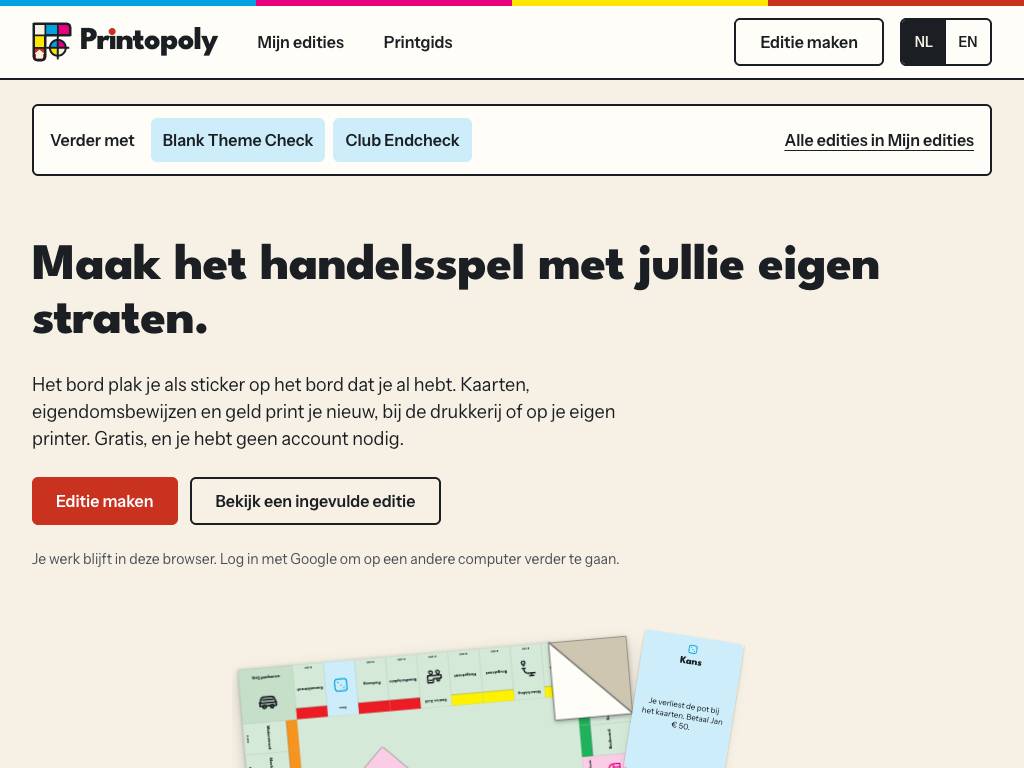 Printopoly
Mijn edities
Printgids
Editie maken
NL
EN
Verder met
Blank Theme Check
Club Endcheck
Alle edities in Mijn edities
Maak het handelsspel met jullie eigen
straten.
Het bord plak je als sticker op het bord dat je al hebt. Kaarten,
eigendomsbewijzen en geld print je nieuw, bij de drukkerij of op je eigen
printer. Gratis, en je hebt geen account nodig.
Editie maken
Bekijk een ingevulde editie
Je werk blijft in deze browser. Log in met Google om op een andere computer verder te gaan.
Kans
Je verliest de pot bij
het kaarten. Betaal Jan
€ 50.